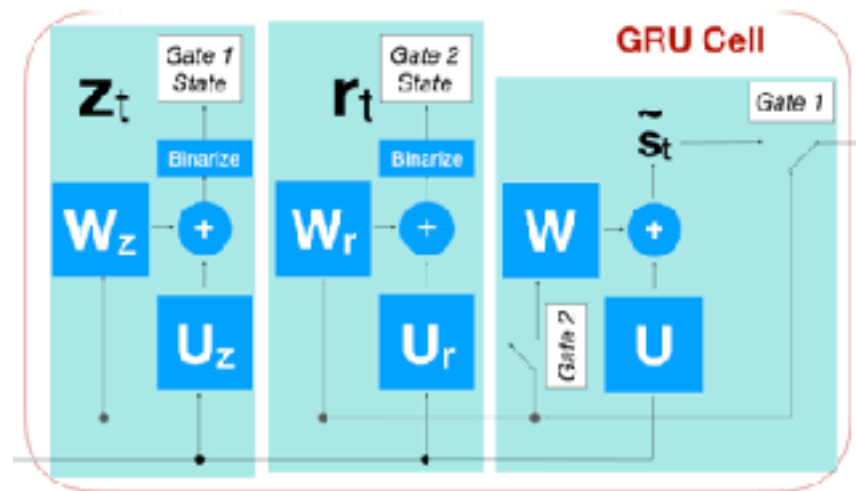 GRU Cell
zt
Gate 1
State
Binarize
Wz
+
Uz
rt
Gate 2
State
Binarize
Wr
+
Ur
Gate 1
s̃t
W
+
Gate 2
U